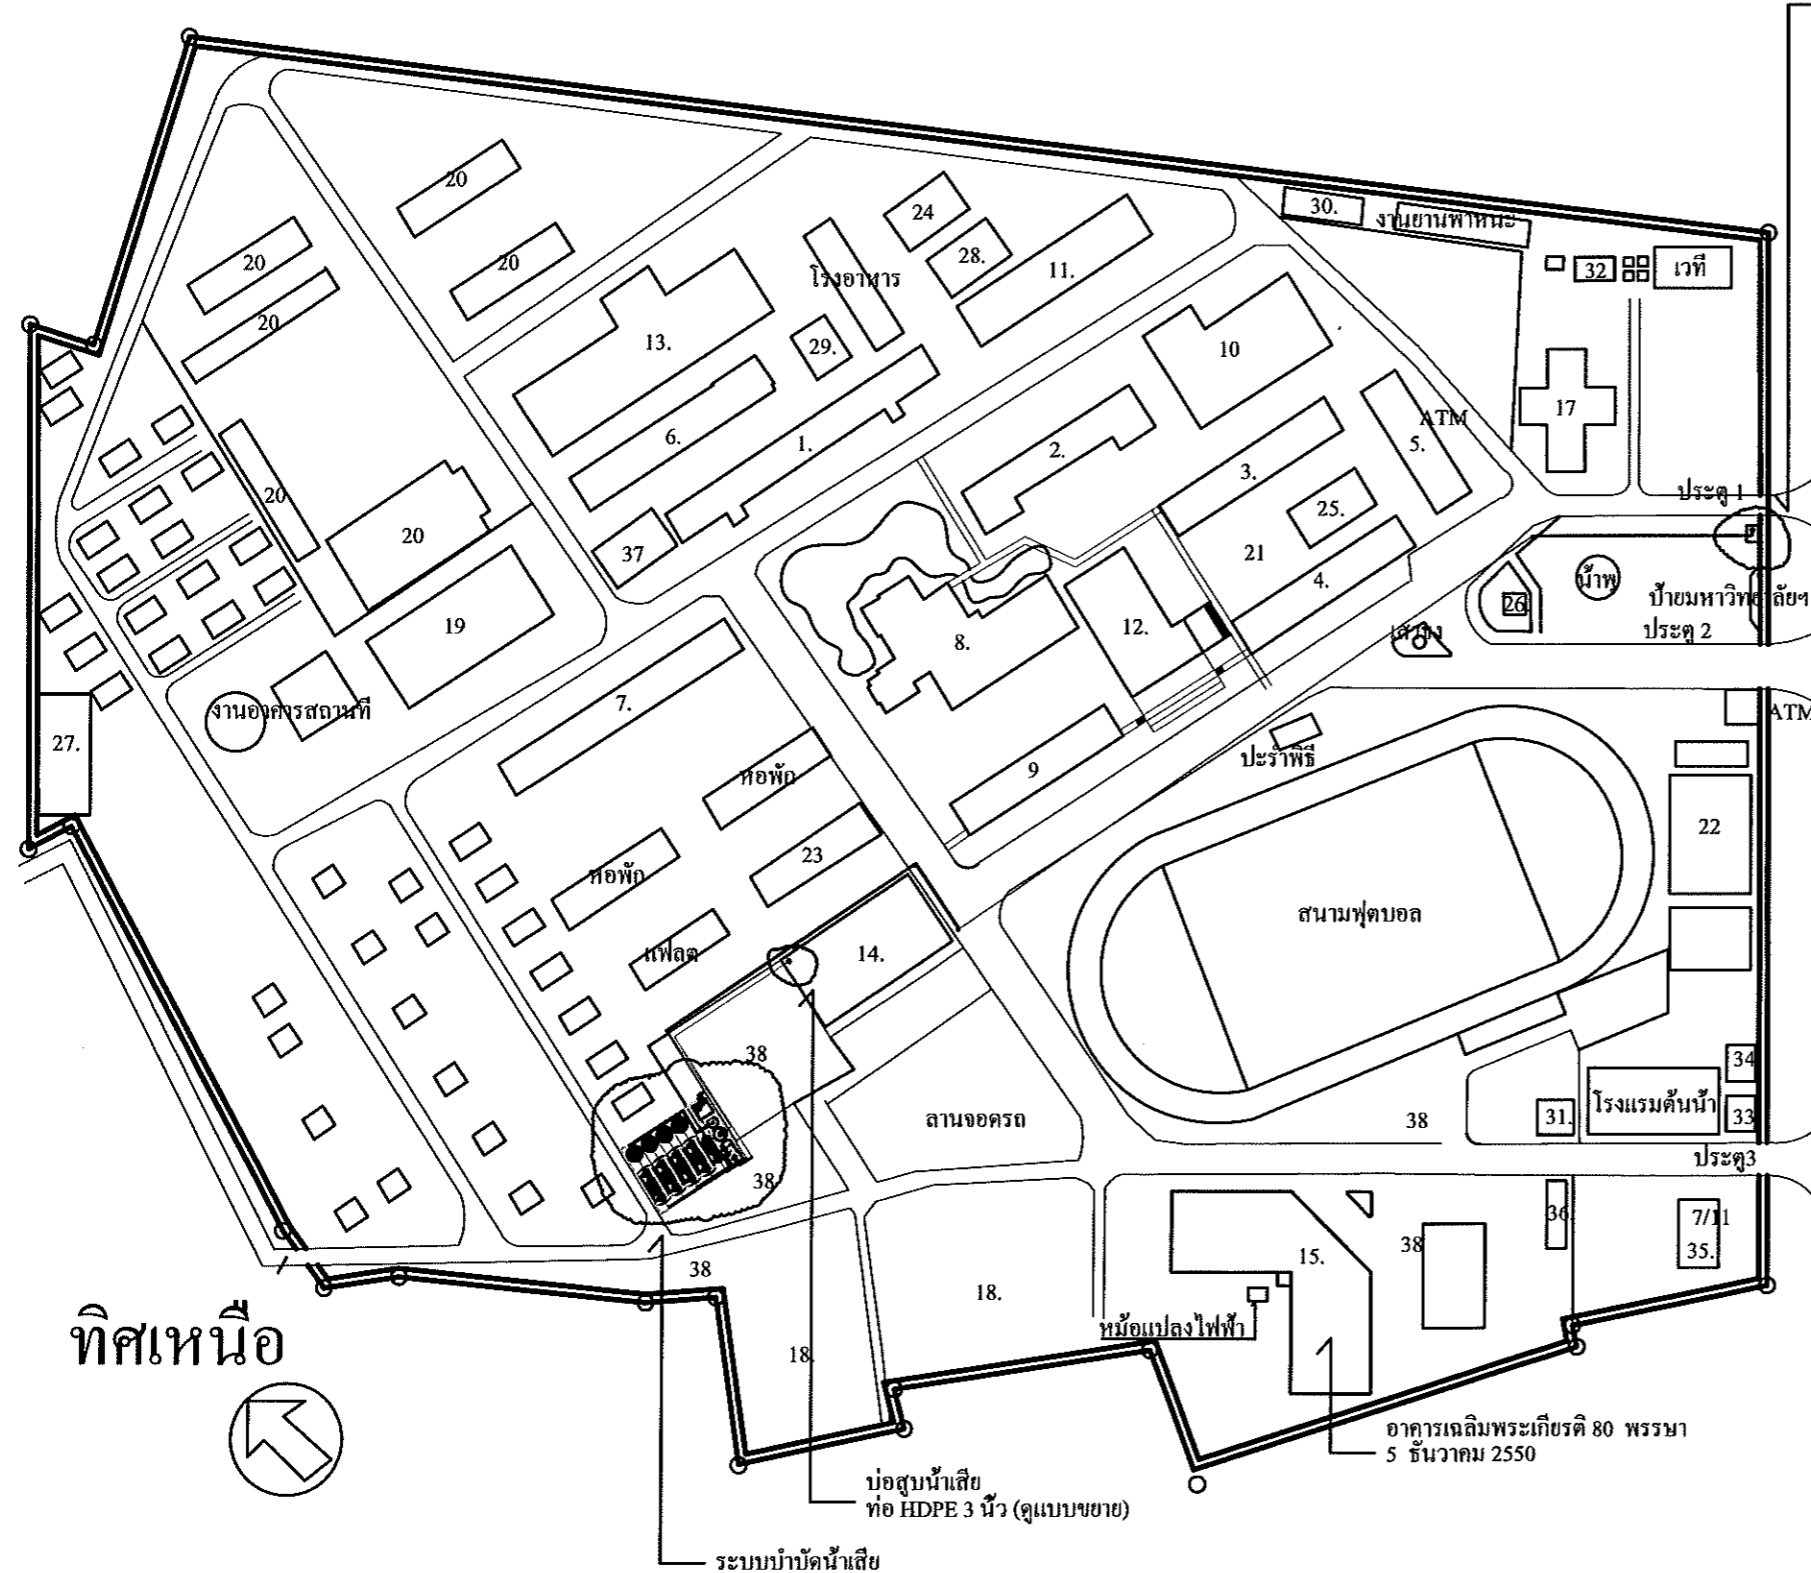 20
30.
งานยานพาหนะ
24
28.
11.
20
20
20
โรงอาหาร
32
เวที
13.
29.
10
17
6.
1.
2.
ATM
5.
3.
20
20
25.
ประตู 1
37
21
4.
น้ำพุ
26.
ป้ายมหาวิทยาลัยฯ
ประตู 2
เสาธง
19
8.
12.
งานอาคารสถานที่
7.
27.
ATM
ปะรำพิธี
หอพัก
9
22
23
หอพัก
สนามฟุตบอล
แฟลต
14.
38
34
โรงแรมต้นน้ำ
31.
33
ลานจอดรถ
38
ประตู3
38
36.
7/11
35.
38
15.
38
18.
หม้อแปลงไฟฟ้า
18.
ทิศเหนือ
อาคารเฉลิมพระเกียรติ 80 พรรษา
5 ธันวาคม 2550
บ่อสูบน้ำเสีย
ท่อ HDPE 3 นิ้ว (ดูแบบขยาย)
ระบบบำบัดน้ำเสีย